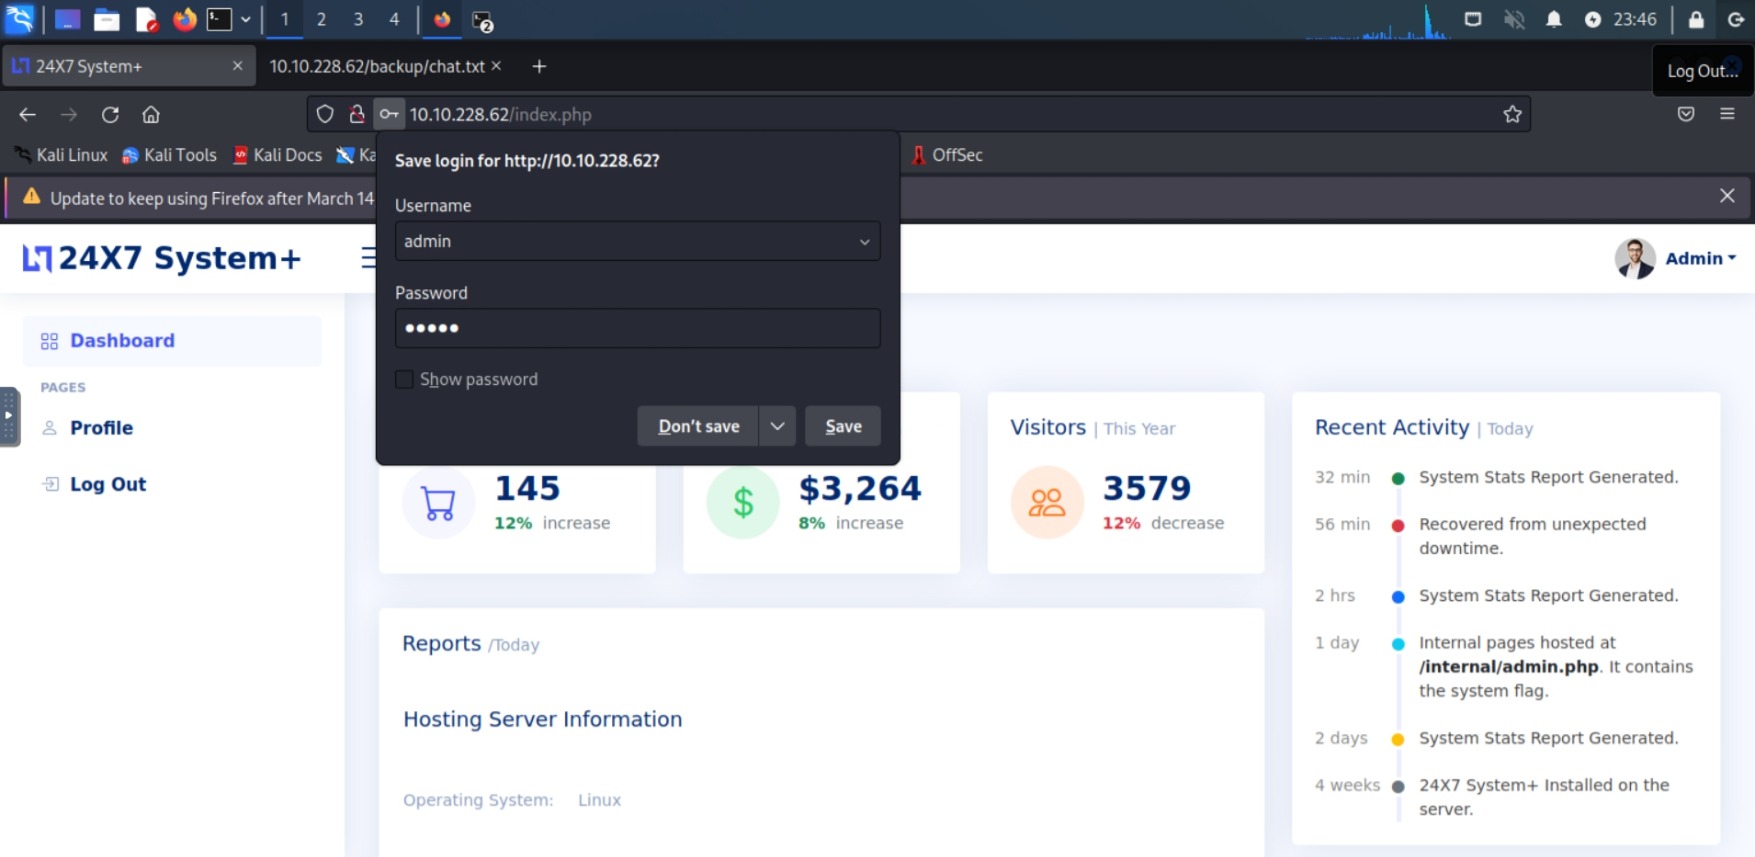 1
2
3
4
2
23:46
24X7 System+
10.10.228.62/backup/chat.txt
Log Out...
10.10.228.62/index.php
Kali Linux
Kali Tools
Kali Docs
Ka
OffSec
Update to keep using Firefox after March 14
Save login for http://10.10.228.62?
Username
admin
Password
•••••
Show password
Don't save
Save
24X7 System+
Admin
Dashboard
PAGES
Profile
Log Out
145
12% increase
$3,264
8% increase
Visitors | This Year
3579
12% decrease
Recent Activity | Today
32 min System Stats Report Generated.
56 min Recovered from unexpected
downtime.
2 hrs System Stats Report Generated.
1 day Internal pages hosted at
/internal/admin.php. It contains
the system flag.
2 days System Stats Report Generated.
4 weeks 24X7 System+ Installed on the
server.
Reports /Today
Hosting Server Information
Operating System: Linux